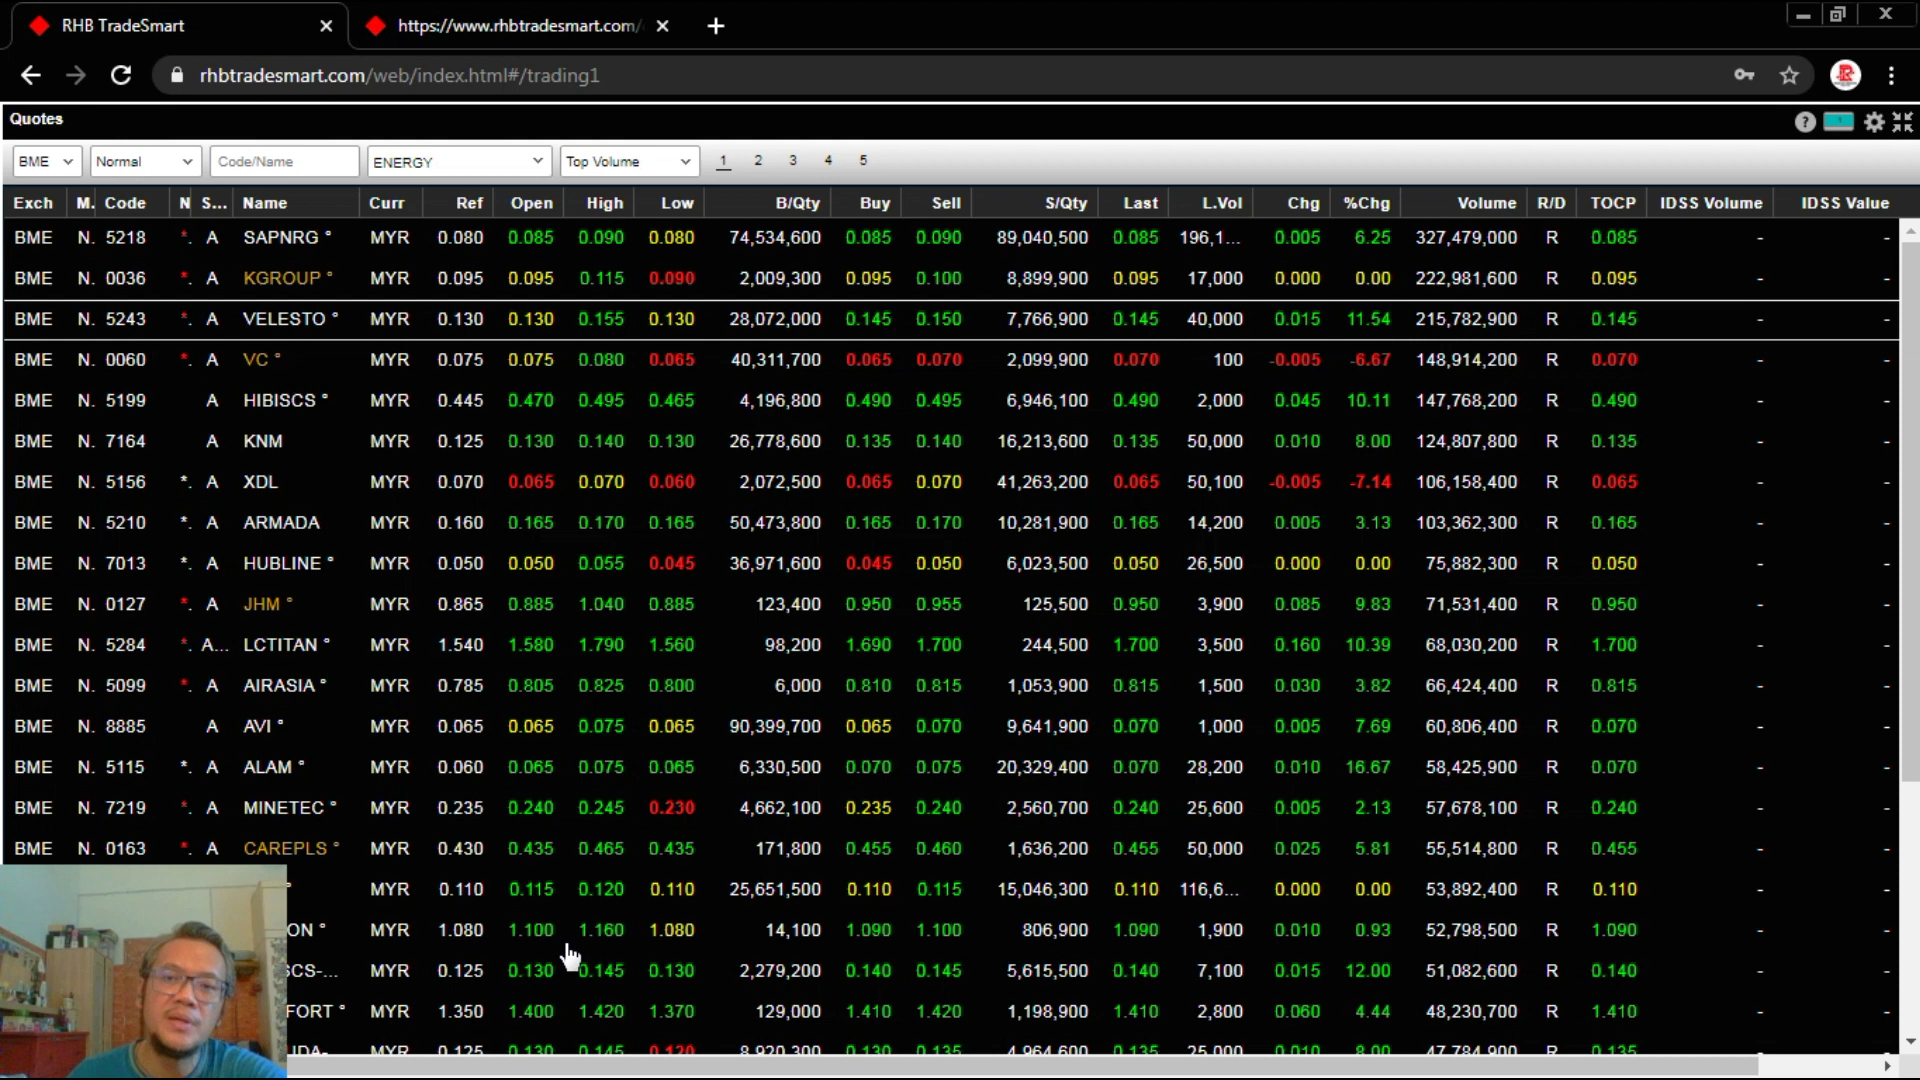 RHB TradeSmart
https://www.rhbtradesmart.com/
rhbtradesmart.com/web/index.html#/trading1
Quotes
BME Normal Code/Name ENERGY Top Volume 1 2 3 4 5
Exch M. Code N S... Name Curr Ref Open High Low B/Qty Buy Sell S/Qty Last L.Vol Chg %Chg Volume R/D TOCP IDSS Volume IDSS Value
BME N. 5218 *. A SAPNRG ° MYR 0.080 0.085 0.090 0.080 74,534,600 0.085 0.090 89,040,500 0.085 196,1... 0.005 6.25 327,479,000 R 0.085 - -
BME N. 0036 *. A KGROUP ° MYR 0.095 0.095 0.115 0.090 2,009,300 0.095 0.100 8,899,900 0.095 17,000 0.000 0.00 222,981,600 R 0.095 - -
BME N. 5243 *. A VELESTO ° MYR 0.130 0.130 0.155 0.130 28,072,000 0.145 0.150 7,766,900 0.145 40,000 0.015 11.54 215,782,900 R 0.145 - -
BME N. 0060 *. A VC ° MYR 0.075 0.075 0.080 0.065 40,311,700 0.065 0.070 2,099,900 0.070 100 -0.005 -6.67 148,914,200 R 0.070 - -
BME N. 5199 A HIBISCS ° MYR 0.445 0.470 0.495 0.465 4,196,800 0.490 0.495 6,946,100 0.490 2,000 0.045 10.11 147,768,200 R 0.490 - -
BME N. 7164 A KNM MYR 0.125 0.130 0.140 0.130 26,778,600 0.135 0.140 16,213,600 0.135 50,000 0.010 8.00 124,807,800 R 0.135 - -
BME N. 5156 *. A XDL MYR 0.070 0.065 0.070 0.060 2,072,500 0.065 0.070 41,263,200 0.065 50,100 -0.005 -7.14 106,158,400 R 0.065 - -
BME N. 5210 *. A ARMADA MYR 0.160 0.165 0.170 0.165 50,473,800 0.165 0.170 10,281,900 0.165 14,200 0.005 3.13 103,362,300 R 0.165 - -
BME N. 7013 *. A HUBLINE ° MYR 0.050 0.050 0.055 0.045 36,971,600 0.045 0.050 6,023,500 0.050 26,500 0.000 0.00 75,882,300 R 0.050 - -
BME N. 0127 *. A JHM ° MYR 0.865 0.885 1.040 0.885 123,400 0.950 0.955 125,500 0.950 3,900 0.085 9.83 71,531,400 R 0.950 - -
BME N. 5284 *. A... LCTITAN ° MYR 1.540 1.580 1.790 1.560 98,200 1.690 1.700 244,500 1.700 3,500 0.160 10.39 68,030,200 R 1.700 - -
BME N. 5099 *. A AIRASIA ° MYR 0.785 0.805 0.825 0.800 6,000 0.810 0.815 1,053,900 0.815 1,500 0.030 3.82 66,424,400 R 0.815 - -
BME N. 8885 A AVI ° MYR 0.065 0.065 0.075 0.065 90,399,700 0.065 0.070 9,641,900 0.070 1,000 0.005 7.69 60,806,400 R 0.070 - -
BME N. 5115 *. A ALAM ° MYR 0.060 0.065 0.075 0.065 6,330,500 0.070 0.075 20,329,400 0.070 28,200 0.010 16.67 58,425,900 R 0.070 - -
BME N. 7219 *. A MINETEC ° MYR 0.235 0.240 0.245 0.230 4,662,100 0.235 0.240 2,560,700 0.240 25,600 0.005 2.13 57,678,100 R 0.240 - -
BME N. 0163 *. A CAREPLS ° MYR 0.430 0.435 0.465 0.435 171,800 0.455 0.460 1,636,200 0.455 50,000 0.025 5.81 55,514,800 R 0.455 - -
° MYR 0.110 0.115 0.120 0.110 25,651,500 0.110 0.115 15,046,300 0.110 116,6... 0.000 0.00 53,892,400 R 0.110 - -
ON ° MYR 1.080 1.100 1.160 1.080 14,100 1.090 1.100 806,900 1.090 1,900 0.010 0.93 52,798,500 R 1.090 - -
SCS-... MYR 0.125 0.130 0.145 0.130 2,279,200 0.140 0.145 5,615,500 0.140 7,100 0.015 12.00 51,082,600 R 0.140 - -
FORT ° MYR 1.350 1.400 1.420 1.370 129,000 1.410 1.420 1,198,900 1.410 2,800 0.060 4.44 48,230,700 R 1.410 - -
MYR 0.125 0.130 0.145 0.120 8,920,300 0.130 0.135 4,964,600 0.135 25,000 0.010 8.00 47,784,900 R 0.135 - -